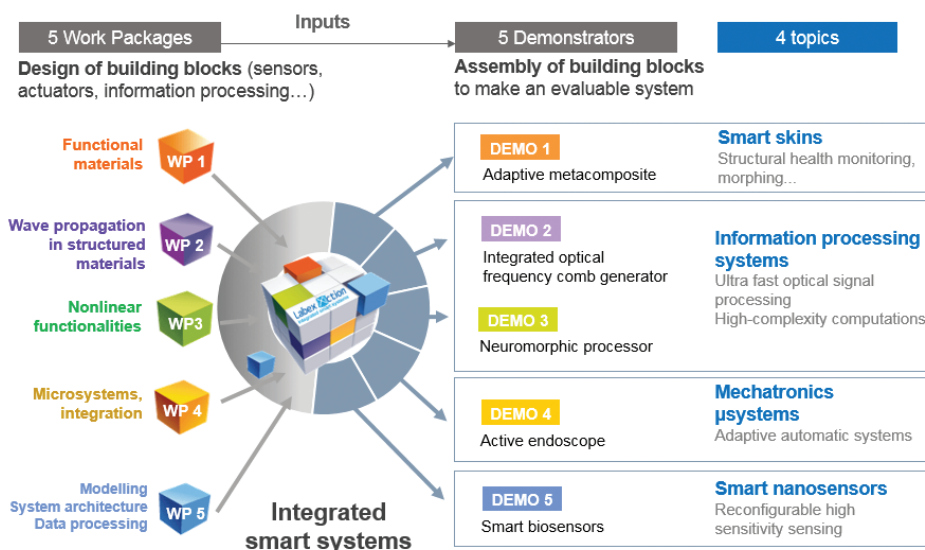 Inputs
5 Work Packages
5 Demonstrators
4 topics
Design of building blocks (sensors,
actuators, information processing…)
Assembly of building blocks
to make an evaluable system
Functional
materials
WP 1
Wave propagation
in structured
materials
WP 2
Nonlinear
functionalities
WP3
Microsystems,
integration
WP 4
Modelling
System architecture
Data processing
WP 5
Labex Action
Integrated smart systems
Integrated
smart systems
DEMO 1
Adaptive metacomposite
Smart skins
Structural health monitoring,
morphing...
DEMO 2
Integrated optical
frequency comb generator
DEMO 3
Neuromorphic processor
Information processing
systems
Ultra fast optical signal
processing
High-complexity computations
DEMO 4
Active endoscope
Mechatronics
µsystems
Adaptive automatic systems
DEMO 5
Smart biosensors
Smart nanosensors
Reconfigurable high
sensitivity sensing